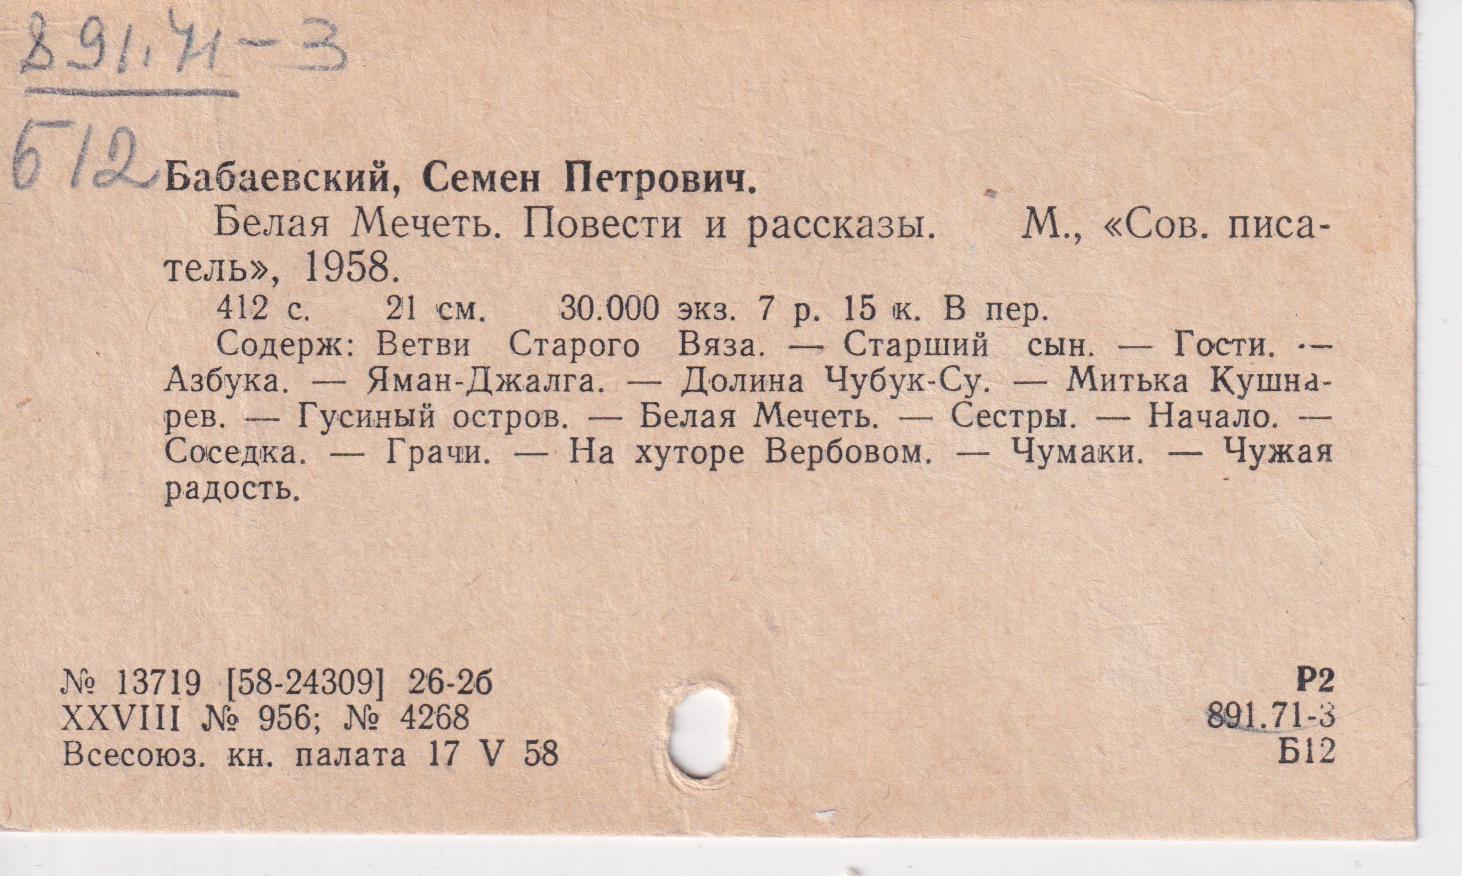 891.71-3
Б12
Бабаевский, Семен Петрович.
Белая Мечеть. Повести и рассказы. М., «Сов. писа-
тель», 1958.
412 с. 21 см. 30.000 экз. 7 р. 15 к. В пер.
Содерж: Ветви Старого Вяза. — Старший сын. — Гости. —
Азбука. — Яман-Джалга. — Долина Чубук-Су. — Митька Кушна-
рев. — Гусиный остров. — Белая Мечеть. — Сестры. — Начало. —
Соседка. — Грачи. — На хуторе Вербовом. — Чумаки. — Чужая
радость.
№ 13719 [58-24309] 26-2б
XXVIII № 956; № 4268
Всесоюз. кн. палата 17 V 58
Р2
891.71-3
Б12